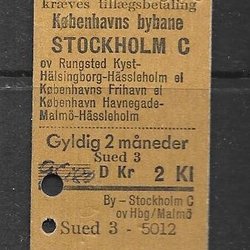 kræves tillægsbetaling
Københavns bybane
STOCKHOLM C
ov Rungsted Kyst-
Hälsingborg-Hässleholm el
Københavns Frihavn el
København Havnegade-
Malmö-Hässleholm
Gyldig 2 måneder
Sued 3
D Kr 2 Kl
By - Stockholm C
ov Hbg/Malmö
Sued 3 - 5012